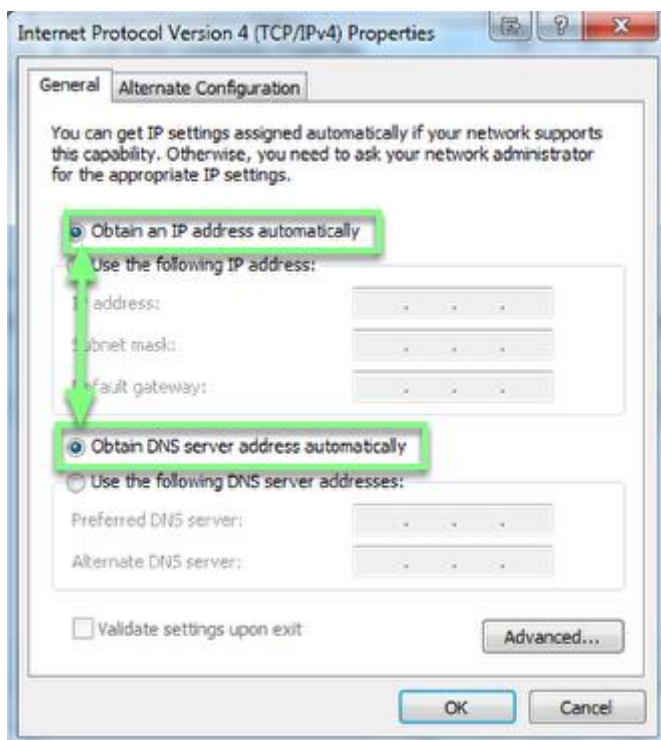 Internet Protocol Version 4 (TCP/IPv4) Properties
General
Alternate Configuration
You can get IP settings assigned automatically if your network supports
this capability. Otherwise, you need to ask your network administrator
for the appropriate IP settings.
Obtain an IP address automatically
Use the following IP address:
IP address:
Subnet mask:
Default gateway:
Obtain DNS server address automatically
Use the following DNS server addresses:
Preferred DNS server:
Alternate DNS server:
Validate settings upon exit
Advanced...
OK
Cancel